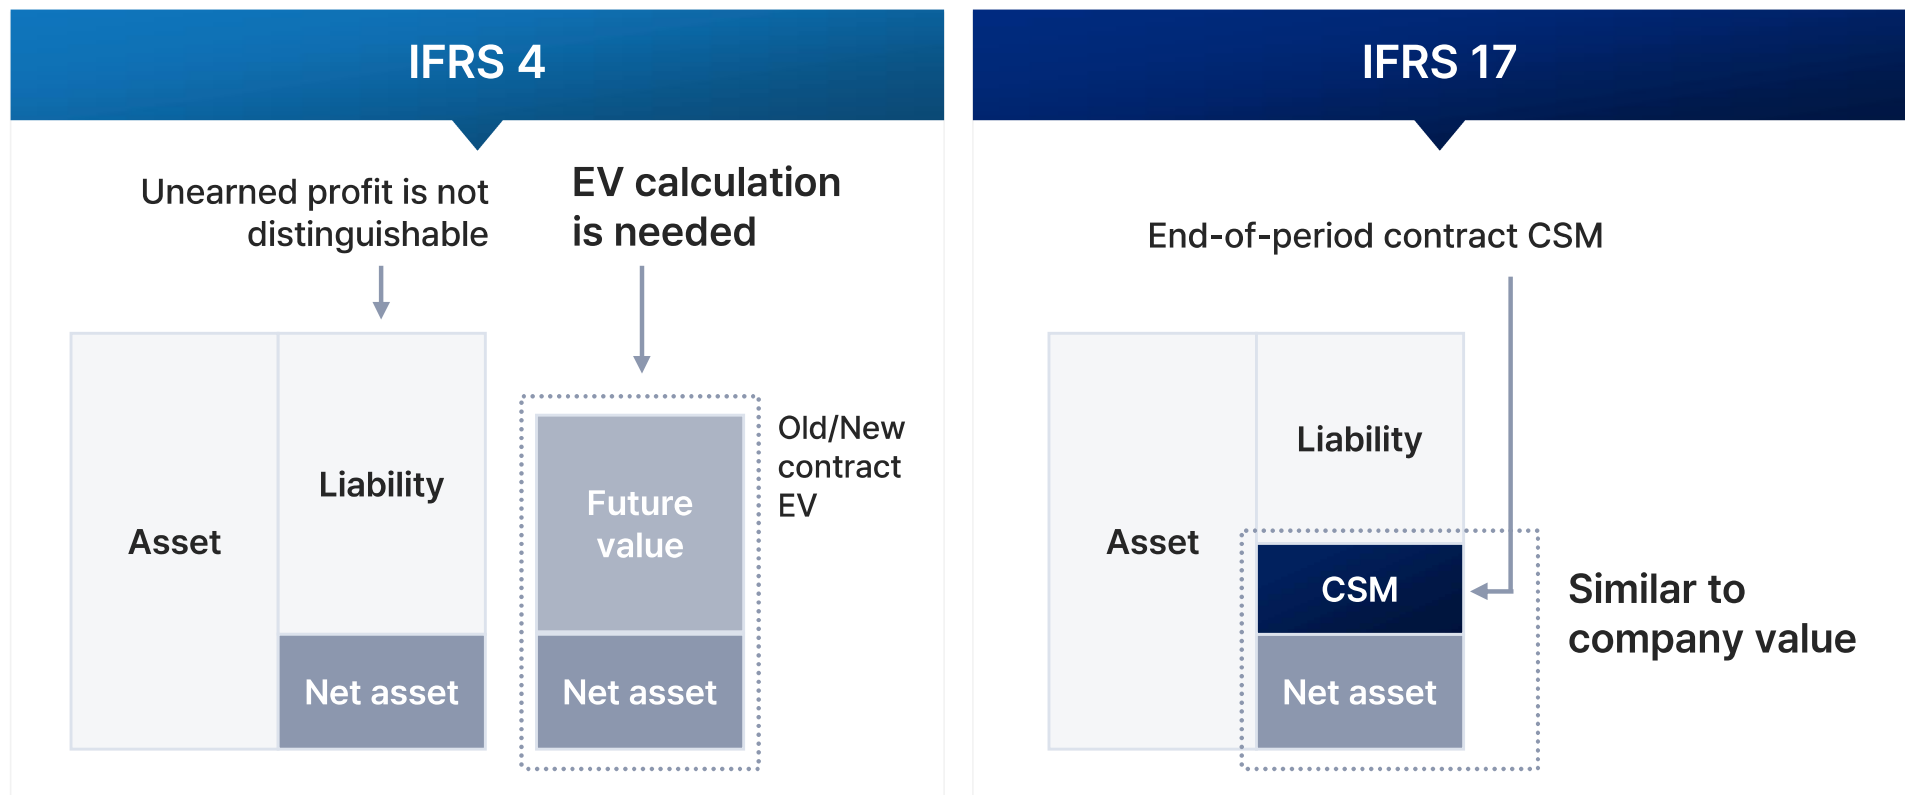 IFRS 4
Unearned profit is not
distinguishable
EV calculation
is needed
Asset
Liability
Net asset
Future
value
Net asset
Old/New
contract
EV
IFRS 17
End-of-period contract CSM
Asset
Liability
CSM
Net asset
Similar to
company value